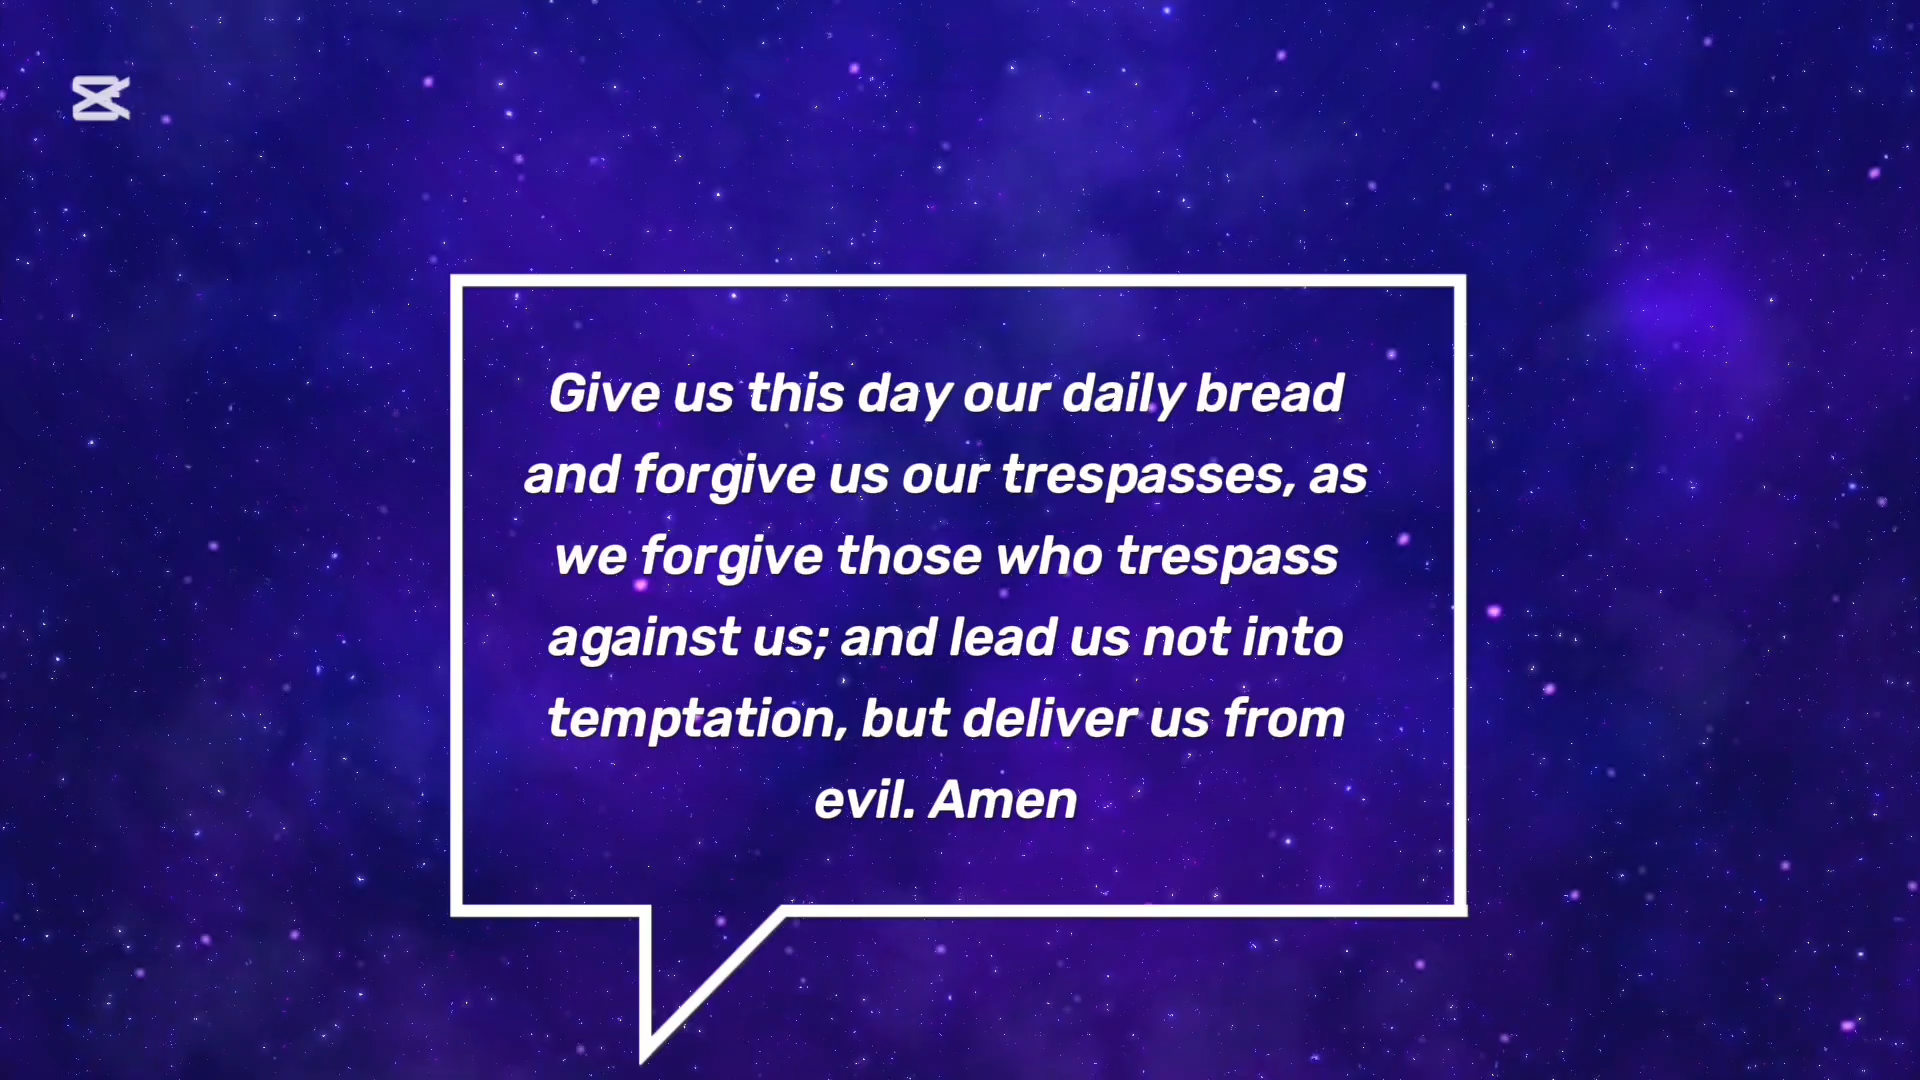 Give us this day our daily bread
and forgive us our trespasses, as
we forgive those who trespass
against us; and lead us not into
temptation, but deliver us from
evil. Amen